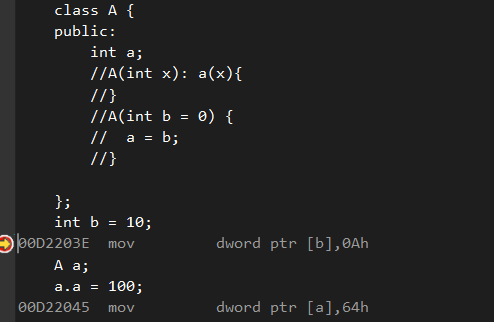 class A {
public:
int a;
//A(int x): a(x){
//}
//A(int b = 0) {
// a = b;
//}
};
int b = 10;
00D2203E mov dword ptr [b],0Ah
A a;
a.a = 100;
00D22045 mov dword ptr [a],64h